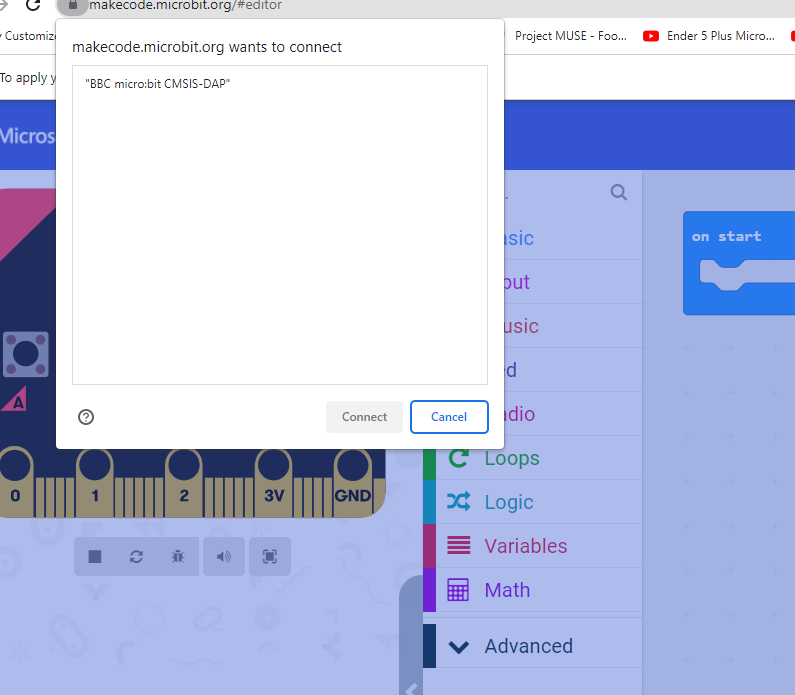 makecode.microbit.org/#editor
Customize
Project MUSE - Foo...
Ender 5 Plus Micro...
To apply y
makecode.microbit.org wants to connect
"BBC micro:bit CMSIS-DAP"
Micros
Connect
Cancel
asic
put
usic
ed
adio
Loops
Logic
Variables
Math
Advanced
on start
A
0
1
2
3V
GND